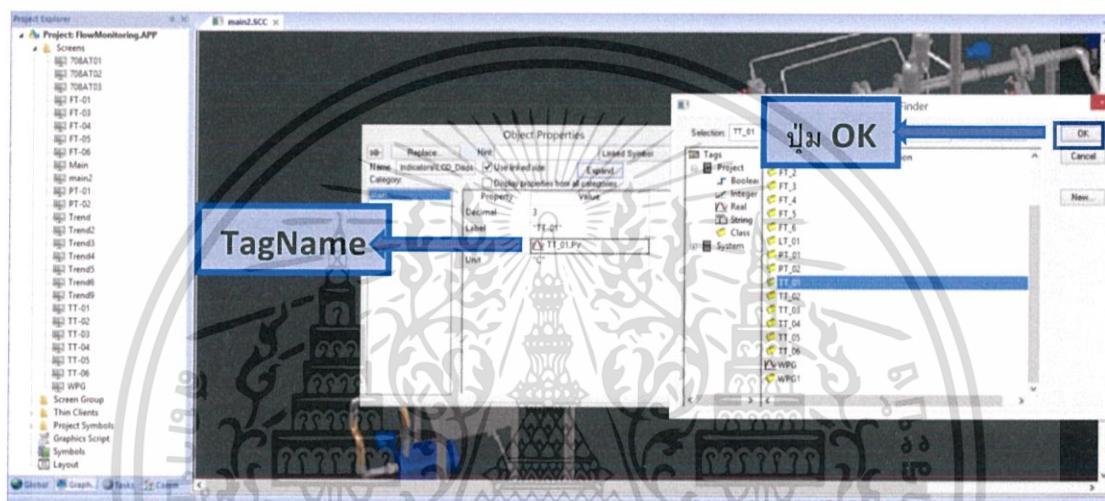 Project Explorer
main2.SCC
Project: FlowMonitoring.APP
Screens
708AT01
708AT02
708AT03
FT-01
FT-03
FT-04
FT-05
FT-06
Main
main2
PT-01
PT-02
Trend
Trend2
Trend3
Trend4
Trend5
Trend6
Trend9
TT-01
TT-02
TT-03
TT-04
TT-05
TT-06
WPG
Screen Group
Thin Clients
Project Symbols
Graphics Script
Symbols
Layout
Global
Graph...
Tasks
Comm
TagName
Object Properties
Replace
Hint
Linked Symbol
Name
Use linked size
Expand
Category
Display properties from all categories
Property
Value
Decimal
3
Label
"TT-01"
TT_01.Pv
Unit
Finder
Selection
TT_01
ปุ่ม OK
OK
Cancel
New...
Tags
Project
Boolean
Integer
Real
String
Class
System
FT_2
FT_3
FT_4
FT_5
FT_6
LT_01
PT_01
PT_02
TT_01
TT_02
TT_03
TT_04
TT_05
TT_06
WPG
WPG1